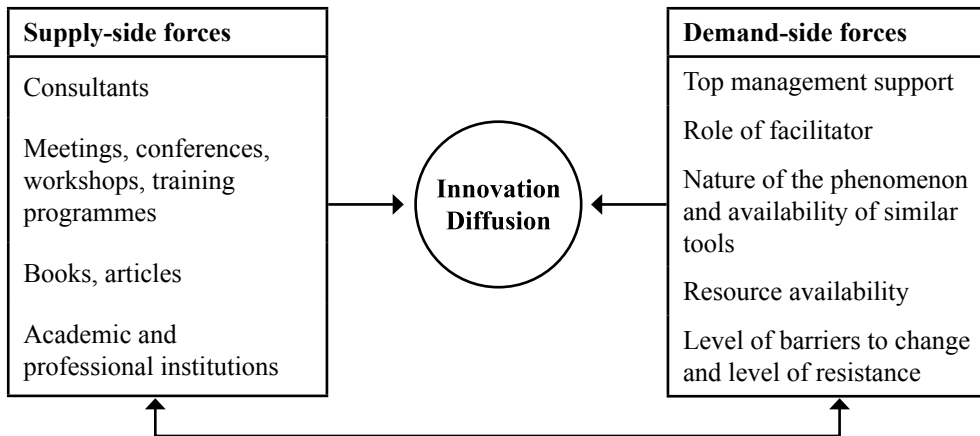 Supply-side forces
Consultants
Meetings, conferences,
workshops, training
programmes
Books, articles
Academic and
professional institutions
Innovation
Diffusion
Demand-side forces
Top management support
Role of facilitator
Nature of the phenomenon
and availability of similar
tools
Resource availability
Level of barriers to change
and level of resistance